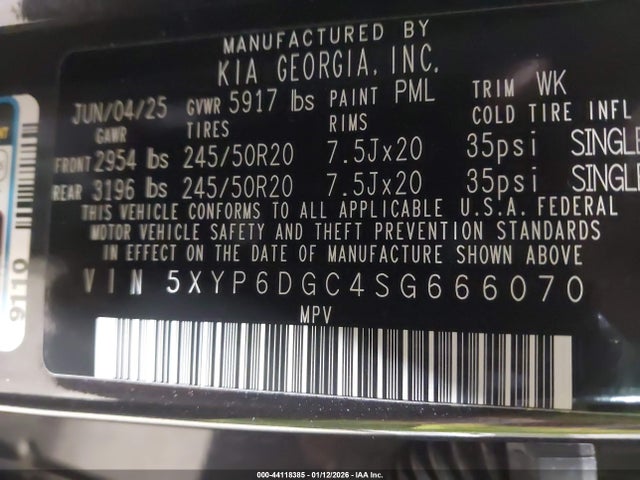 MANUFACTURED BY
KIA GEORGIA, INC.
JUN/04/25 GVWR 5917 lbs PAINT PML TRIM WK
GAWR TIRES RIMS COLD TIRE INFL
FRONT 2954 lbs 245/50R20 7.5Jx20 35psi SINGLE
REAR 3196 lbs 245/50R20 7.5Jx20 35psi SINGLE
THIS VEHICLE CONFORMS TO ALL APPLICABLE U.S.A. FEDERAL
MOTOR VEHICLE SAFETY AND THEFT PREVENTION STANDARDS
IN EFFECT ON THE DATE OF MANUFACTURE SHOWN ABOVE
VIN 5XYP6DGC4SG666070
MPV
9110
000-44118385 - 01/12/2026 - IAA Inc.